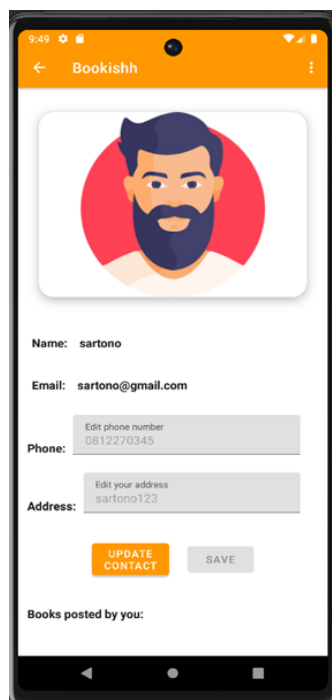 9:49
Bookishh
Name: sartono
Email: sartono@gmail.com
Edit phone number
Phone: 0812270345
Edit your address
Address: sartono123
UPDATE CONTACT SAVE
Books posted by you: